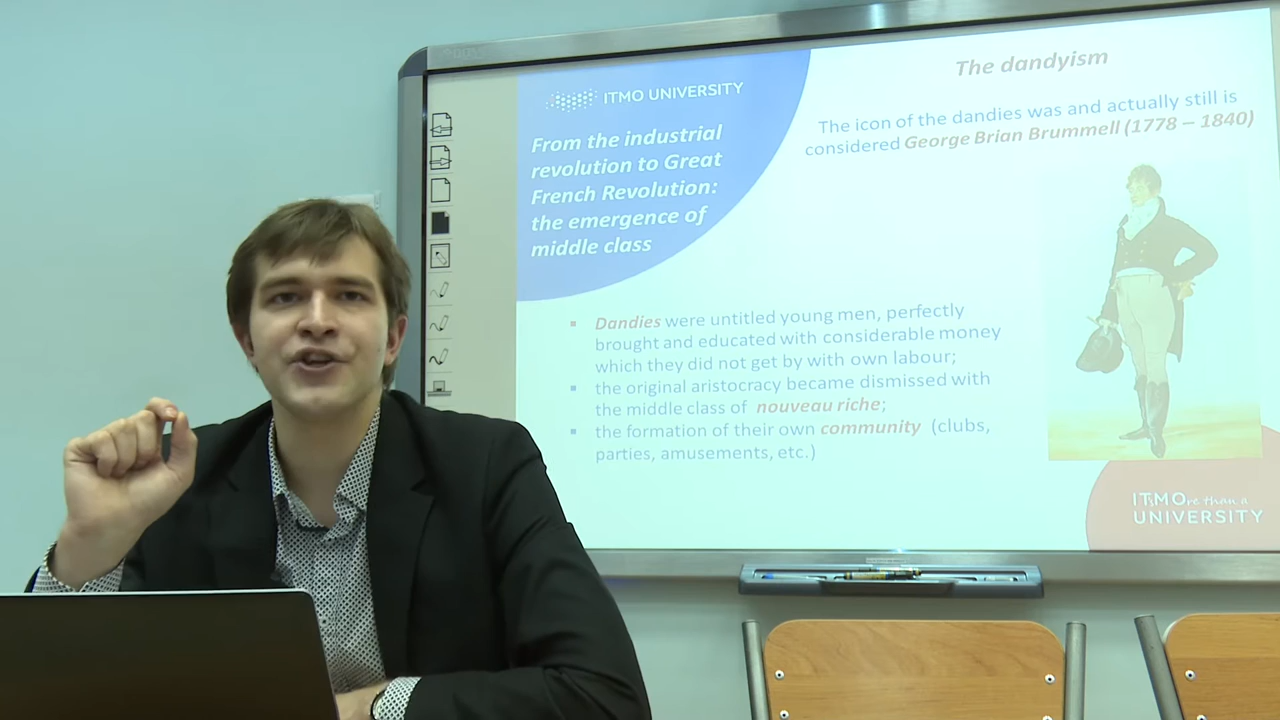 ITMO UNIVERSITY
From the industrial
revolution to Great
French Revolution:
the emergence of
middle class
The dandyism
The icon of the dandies was and actually still is
considered George Brian Brummell (1778 – 1840)
▪ Dandies were untitled young men, perfectly
brought and educated with considerable money
which they did not get by with own labour;
▪ the original aristocracy became dismissed with
the middle class of nouveau riche;
▪ the formation of their own community (clubs,
parties, amusements, etc.)
ITsMOre than a
UNIVERSITY